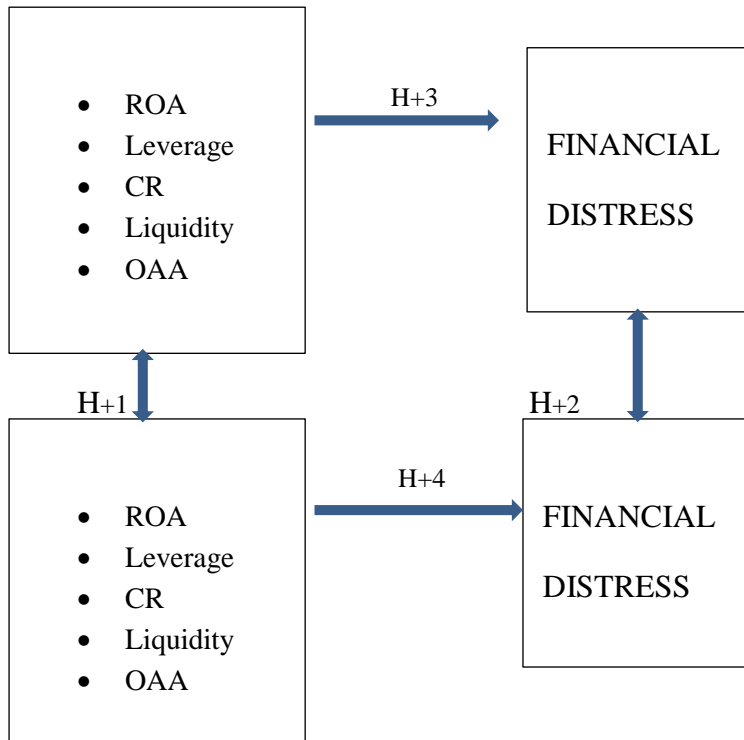 • ROA
• Leverage
• CR
• Liquidity
• OAA
H+3
FINANCIAL
DISTRESS
H+1
H+2
• ROA
• Leverage
• CR
• Liquidity
• OAA
H+4
FINANCIAL
DISTRESS